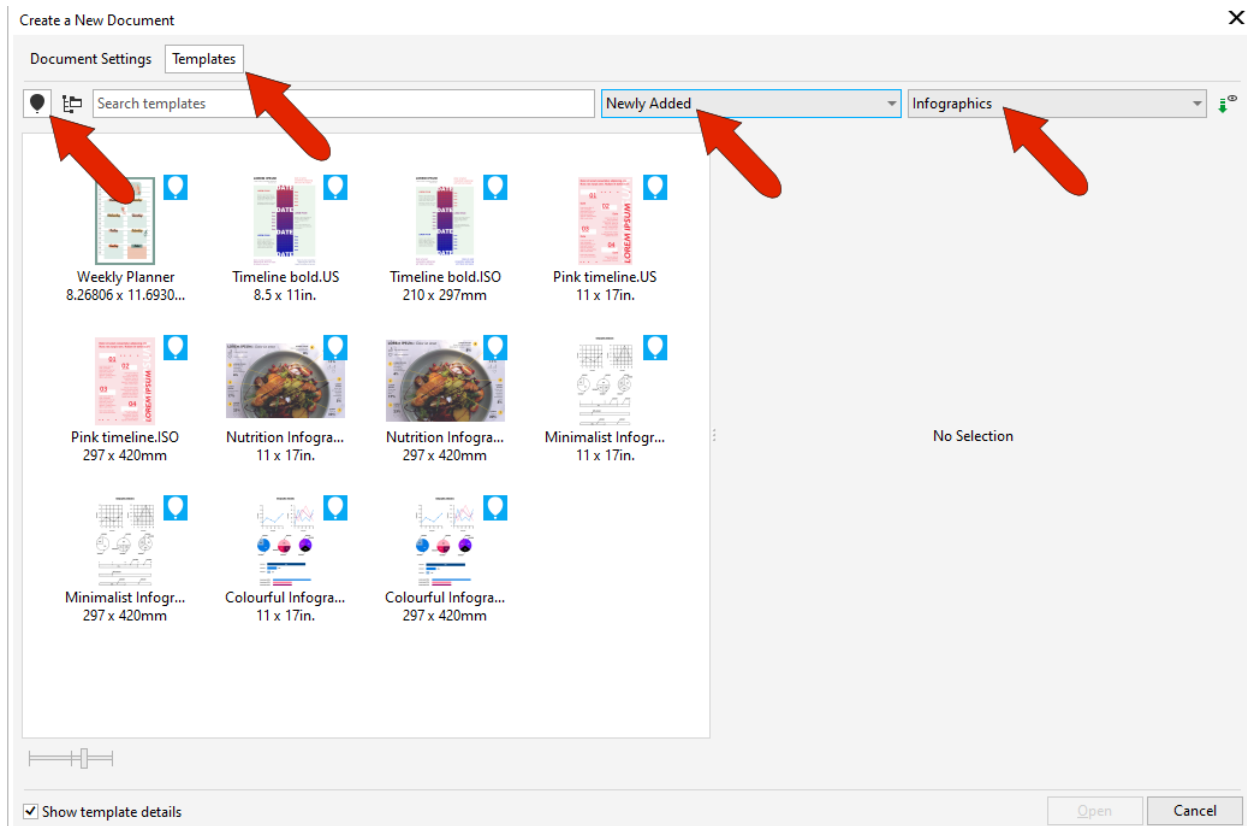 Create a New Document
Document Settings
Templates
Search templates
Newly Added
Infographics
Weekly Planner
8.26806 x 11.6930...
Timeline bold.US
8.5 x 11in.
Timeline bold.ISO
210 x 297mm
Pink timeline.US
11 x 17in.
Pink timeline.ISO
297 x 420mm
Nutrition Infogra...
11 x 17in.
Nutrition Infogra...
297 x 420mm
Minimalist Infogr...
11 x 17in.
Minimalist Infogr...
297 x 420mm
Colourful Infogra...
11 x 17in.
Colourful Infogra...
297 x 420mm
No Selection
Show template details
Open
Cancel